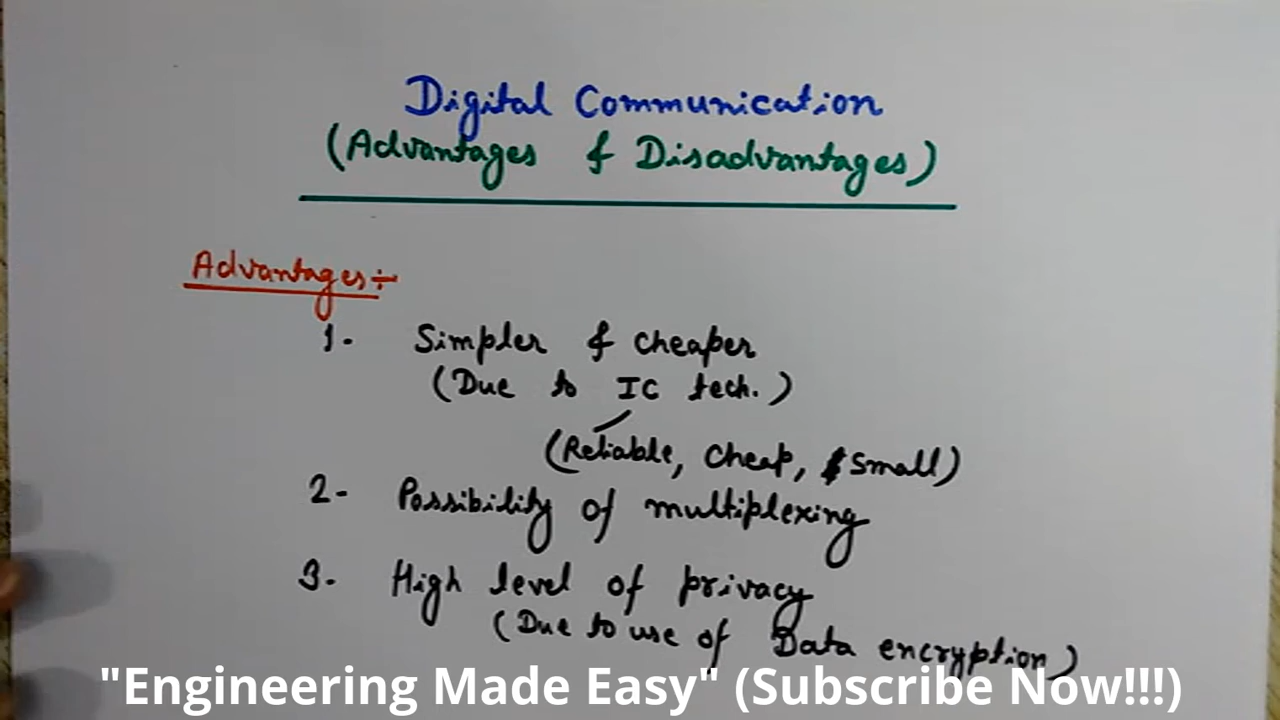 Digital Communication
(Advantages & Disadvantages)
Advantages:-
1. Simpler & cheaper
(Due to IC tech.)
(Reliable, Cheap, & Small)
2- Possibility of multiplexing
3. High level of privacy
(Due to use of Data encryption)
"Engineering Made Easy" (Subscribe Now!!!)